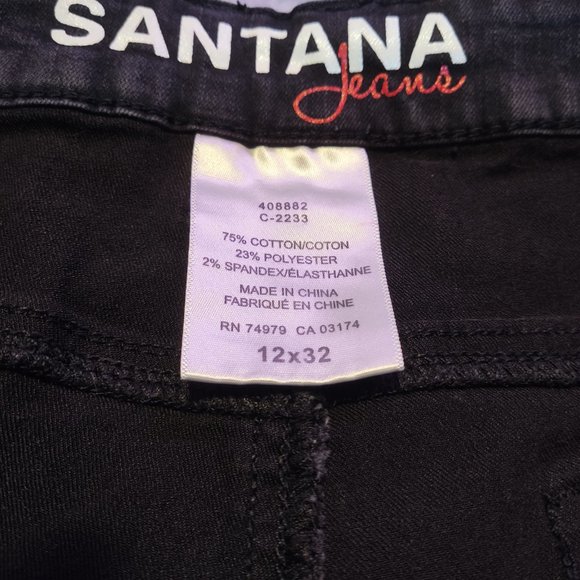 SANTANA
Jeans
408882
C-2233
75% COTTON/COTON
23% POLYESTER
2% SPANDEX/ÉLASTHANNE
MADE IN CHINA
FABRIQUÉ EN CHINE
RN 74979 CA 03174
12x32